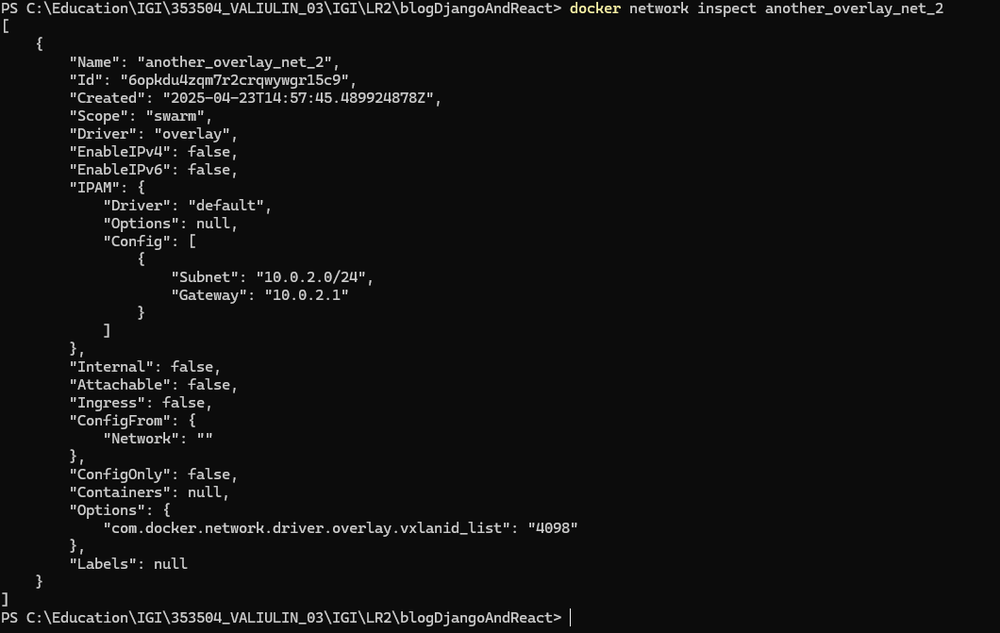 PS C:\Education\IGI\353504_VALIULIN_03\IGI\LR2\blogDjangoAndReact> docker network inspect another_overlay_net_2
[
    {
        "Name": "another_overlay_net_2",
        "Id": "6opkdu4zqm7r2crqwywgr15c9",
        "Created": "2025-04-23T14:57:45.489924878Z",
        "Scope": "swarm",
        "Driver": "overlay",
        "EnableIPv4": false,
        "EnableIPv6": false,
        "IPAM": {
            "Driver": "default",
            "Options": null,
            "Config": [
                {
                    "Subnet": "10.0.2.0/24",
                    "Gateway": "10.0.2.1"
                }
            ]
        },
        "Internal": false,
        "Attachable": false,
        "Ingress": false,
        "ConfigFrom": {
            "Network": ""
        },
        "ConfigOnly": false,
        "Containers": null,
        "Options": {
            "com.docker.network.driver.overlay.vxlanid_list": "4098"
        },
        "Labels": null
    }
]
PS C:\Education\IGI\353504_VALIULIN_03\IGI\LR2\blogDjangoAndReact>